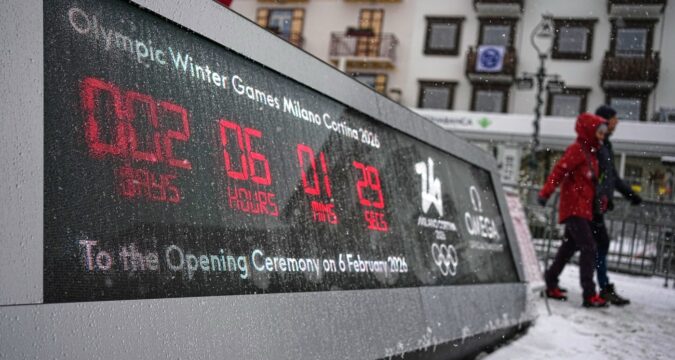 Olympic Winter Games Milano Cortina 2026
002 06 01 29
DAYS HOURS MINS SECS
To the Opening Ceremony on 6 February 2026
MILANO CORTINA
2026
Ω
OMEGA